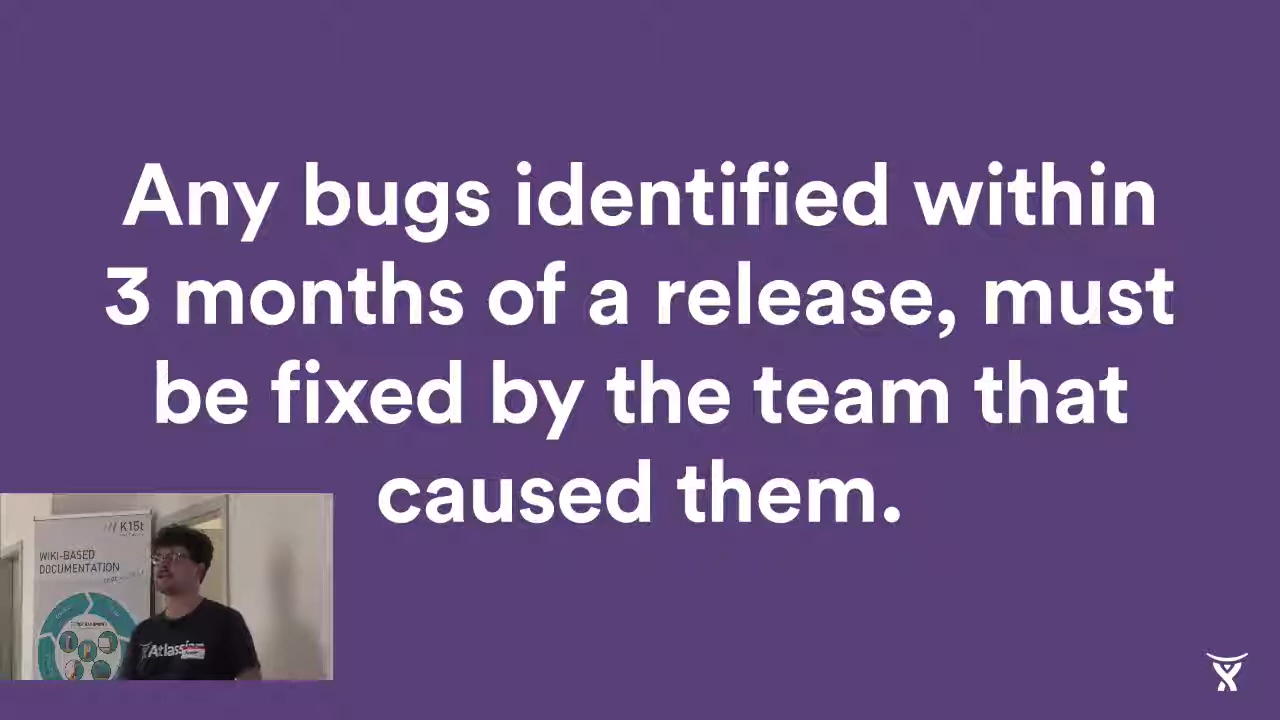 Any bugs identified within
3 months of a release, must
be fixed by the team that
caused them.
/// K15t
WIKI-BASED
DOCUMENTATION